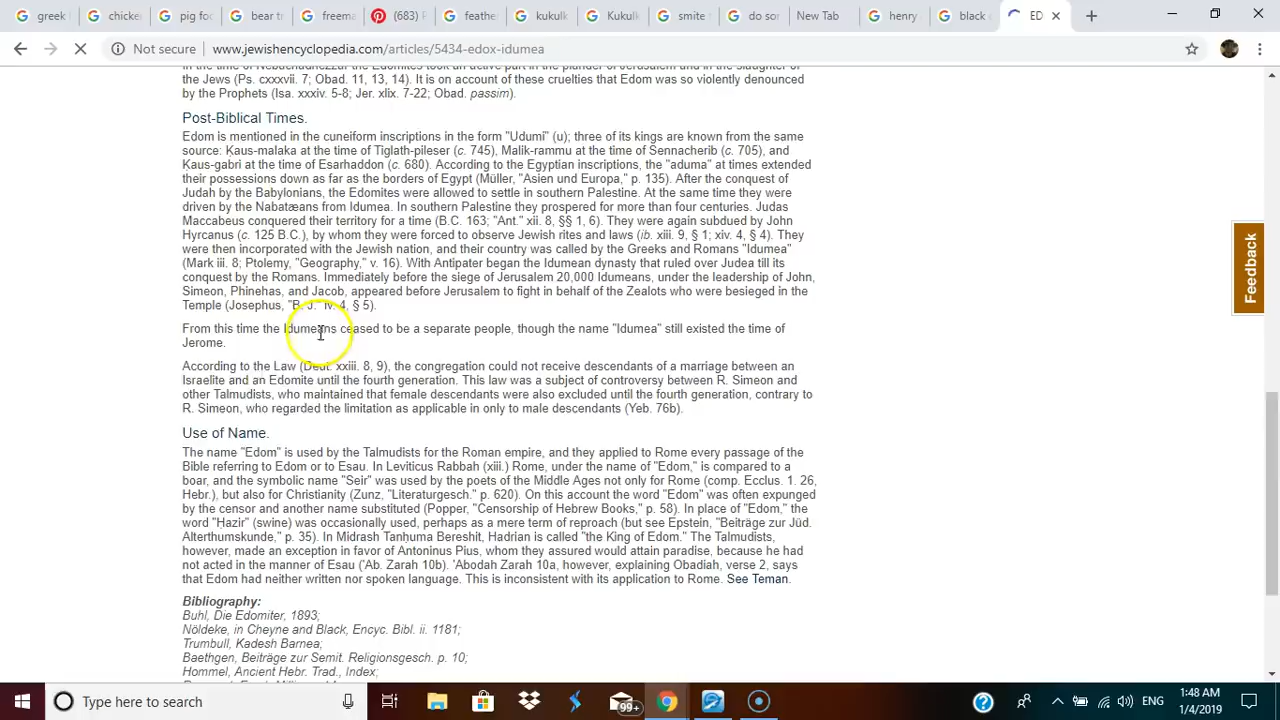 greek
chicken
pig foo
bear tr
freema
(683) P
feather
kukulk
Kukulk
smite t
do son
New Tab
henry
black c
ED
Not secure
www.jewishencyclopedia.com/articles/5434-edox-idumea
the Jews (Ps. cxxxvii. 7; Obad. 11, 13, 14). It is on account of these cruelties that Edom was so violently denounced
by the Prophets (Isa. xxxiv. 5-8; Jer. xlix. 7-22; Obad. passim).
Post-Biblical Times.
Edom is mentioned in the cuneiform inscriptions in the form "Udumi" (u); three of its kings are known from the same
source: Ḳaus-malaka at the time of Tiglath-pileser (c. 745), Malik-rammu at the time of Sennacherib (c. 705), and
Ḳaus-gabri at the time of Esarhaddon (c. 680). According to the Egyptian inscriptions, the "aduma" at times extended
their possessions down as far as the borders of Egypt (Müller, "Asien und Europa," p. 135). After the conquest of
Judah by the Babylonians, the Edomites were allowed to settle in southern Palestine. At the same time they were
driven by the Nabatæans from Idumea. In southern Palestine they prospered for more than four centuries. Judas
Maccabeus conquered their territory for a time (B.C. 163; "Ant." xii. 8, §§ 1, 6). They were again subdued by John
Hyrcanus (c. 125 B.C.), by whom they were forced to observe Jewish rites and laws (ib. xiii. 9, § 1; xiv. 4, § 4). They
were then incorporated with the Jewish nation, and their country was called by the Greeks and Romans "Idumea"
(Mark iii. 8; Ptolemy, "Geography," v. 16). With Antipater began the Idumean dynasty that ruled over Judea till its
conquest by the Romans. Immediately before the siege of Jerusalem 20,000 Idumeans, under the leadership of John,
Simeon, Phinehas, and Jacob, appeared before Jerusalem to fight in behalf of the Zealots who were besieged in the
Temple (Josephus, "B. J." iv. 4, § 5).
From this time the Idumeans ceased to be a separate people, though the name "Idumea" still existed the time of
Jerome.
According to the Law (Deut. xxiii. 8, 9), the congregation could not receive descendants of a marriage between an
Israelite and an Edomite until the fourth generation. This law was a subject of controversy between R. Simeon and
other Talmudists, who maintained that female descendants were also excluded until the fourth generation, contrary to
R. Simeon, who regarded the limitation as applicable in only to male descendants (Yeb. 76b).
Use of Name.
The name "Edom" is used by the Talmudists for the Roman empire, and they applied to Rome every passage of the
Bible referring to Edom or to Esau. In Leviticus Rabbah (xiii.) Rome, under the name of "Edom," is compared to a
boar, and the symbolic name "Seir" was used by the poets of the Middle Ages not only for Rome (comp. Ecclus. 1. 26,
Hebr.), but also for Christianity (Zunz, "Literaturgesch." p. 620). On this account the word "Edom" was often expunged
by the censor and another name substituted (Popper, "Censorship of Hebrew Books," p. 58). In place of "Edom," the
word "Ḥazir" (swine) was occasionally used, perhaps as a mere term of reproach (but see Epstein, "Beiträge zur Jüd.
Alterthumskunde," p. 35). In Midrash Tanḥuma Bereshit, Hadrian is called "the King of Edom." The Talmudists,
however, made an exception in favor of Antoninus Pius, whom they assured would attain paradise, because he had
not acted in the manner of Esau ('Ab. Zarah 10b). 'Abodah Zarah 10a, however, explaining Obadiah, verse 2, says
that Edom had neither written nor spoken language. This is inconsistent with its application to Rome. See Teman.
Bibliography:
Buhl, Die Edomiter, 1893;
Nöldeke, in Cheyne and Black, Encyc. Bibl. ii. 1181;
Trumbull, Kadesh Barnea;
Baethgen, Beiträge zur Semit. Religionsgesch. p. 10;
Hommel, Ancient Hebr. Trad., Index;
Feedback
Type here to search
99+
ENG
1:48 AM
1/4/2019